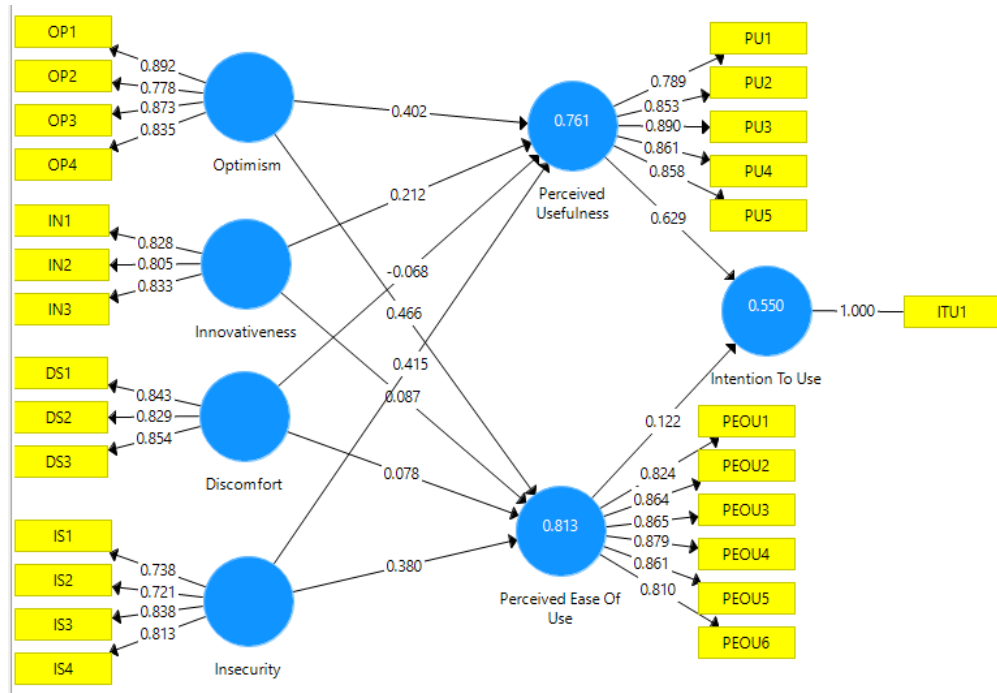 OP1
OP2
OP3
OP4
0.892
0.778
0.873
0.835
Optimism
IN1
IN2
IN3
0.828
0.805
0.833
Innovativeness
DS1
DS2
DS3
0.843
0.829
0.854
Discomfort
IS1
IS2
IS3
IS4
0.738
0.721
0.838
0.813
Insecurity
0.402
0.212
-0.068
0.466
0.415
0.087
0.078
0.380
0.761
Perceived
Usefulness
0.789
0.853
0.890
0.861
0.858
PU1
PU2
PU3
PU4
PU5
0.629
0.550
Intention To Use
1.000
ITU1
0.122
0.813
Perceived Ease Of
Use
0.824
0.864
0.865
0.879
0.861
0.810
PEOU1
PEOU2
PEOU3
PEOU4
PEOU5
PEOU6